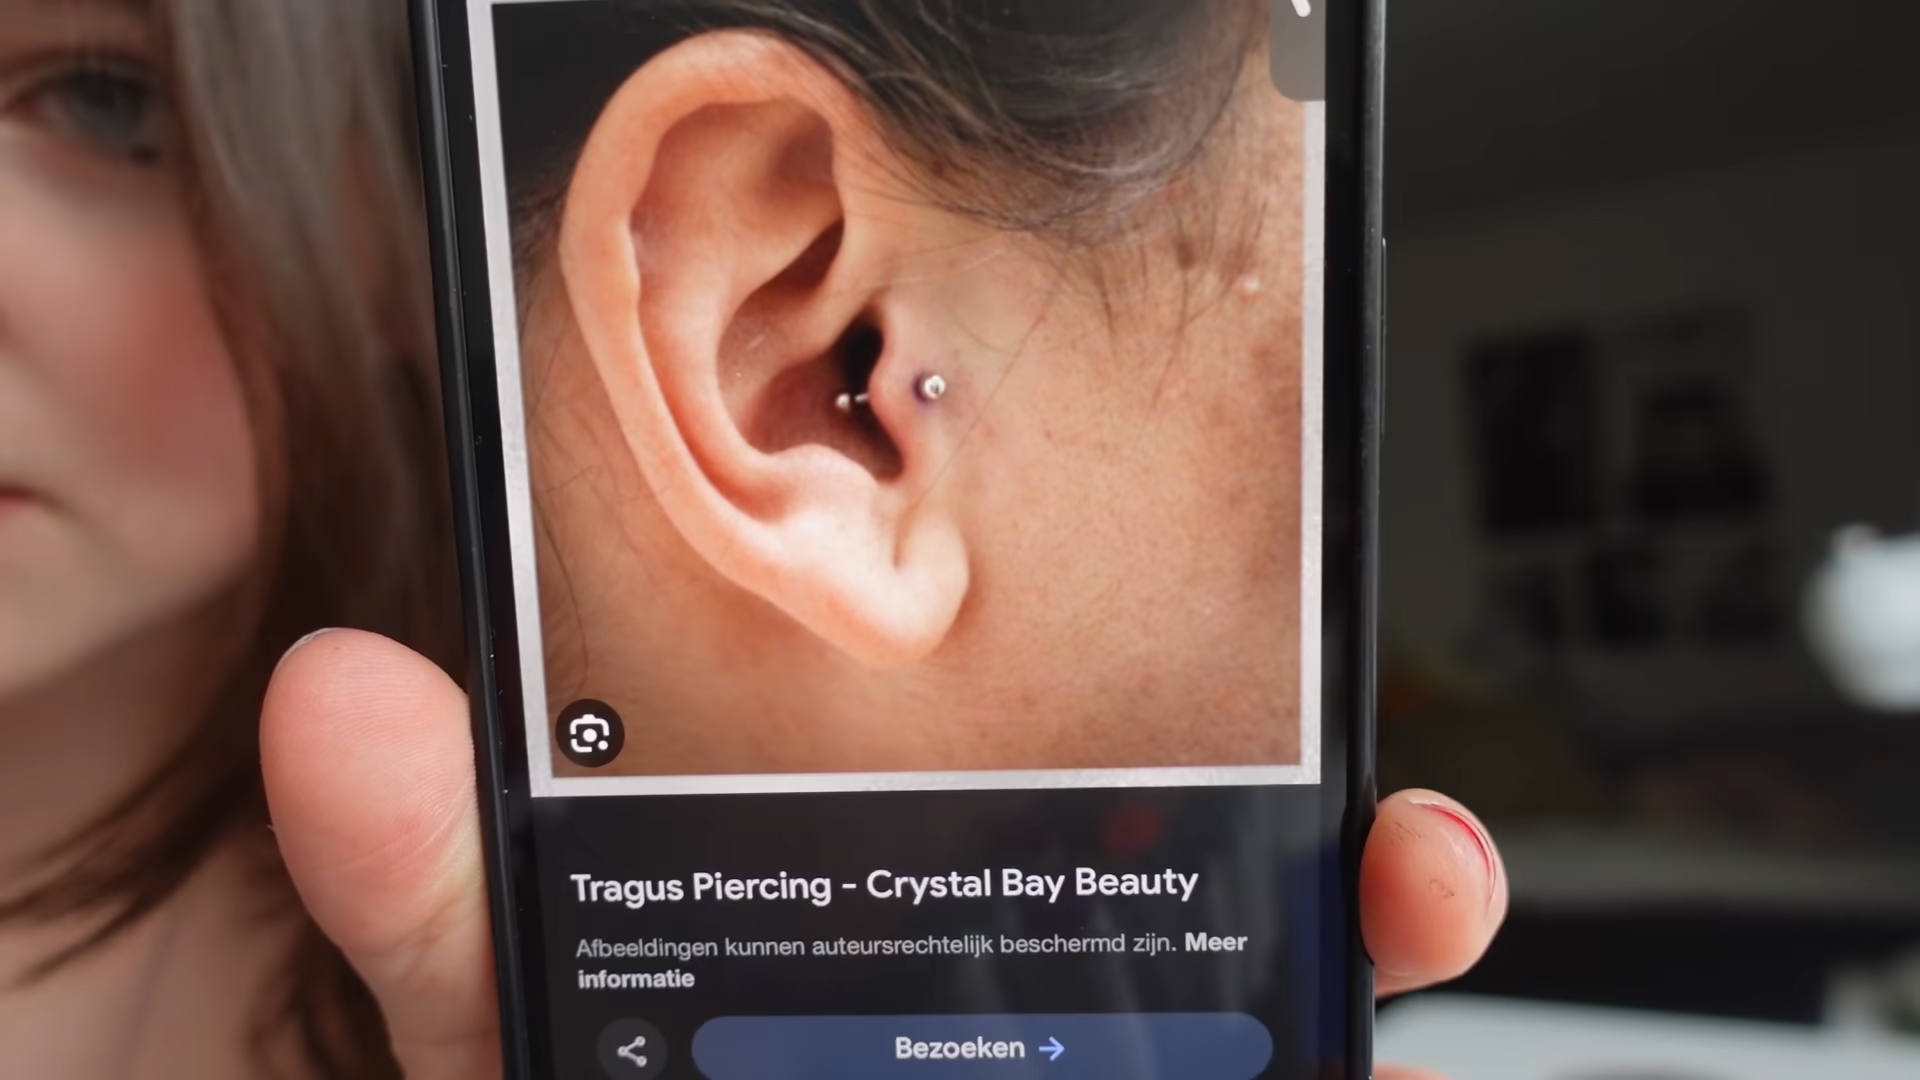 Tragus Piercing - Crystal Bay Beauty
Afbeeldingen kunnen auteursrechtelijk beschermd zijn. Meer
informatie
Bezoeken →